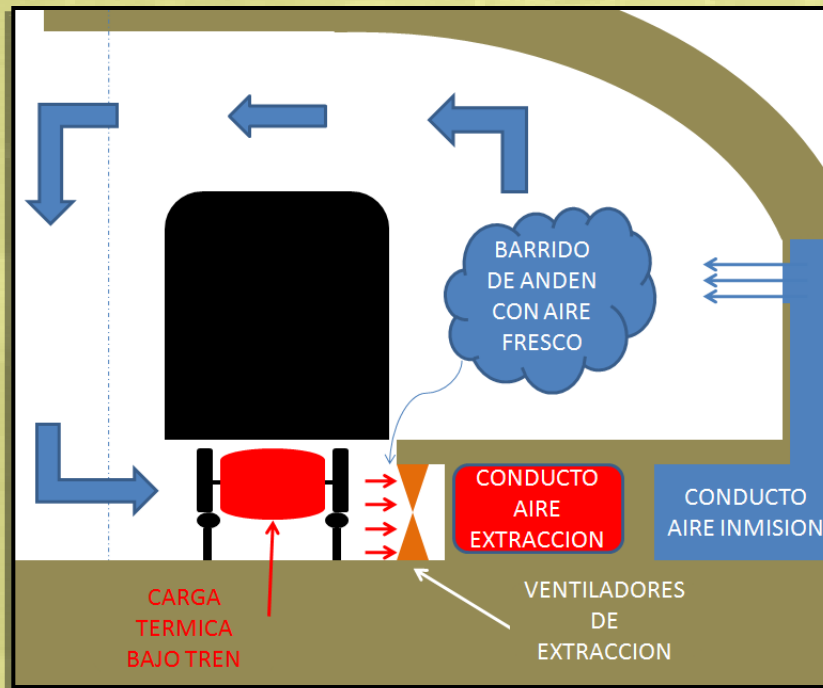 BARRIDO
DE ANDEN
CON AIRE
FRESCO
CONDUCTO
AIRE
EXTRACCION
CONDUCTO
AIRE INMISION
CARGA
TERMICA
BAJO TREN
VENTILADORES
DE
EXTRACCION